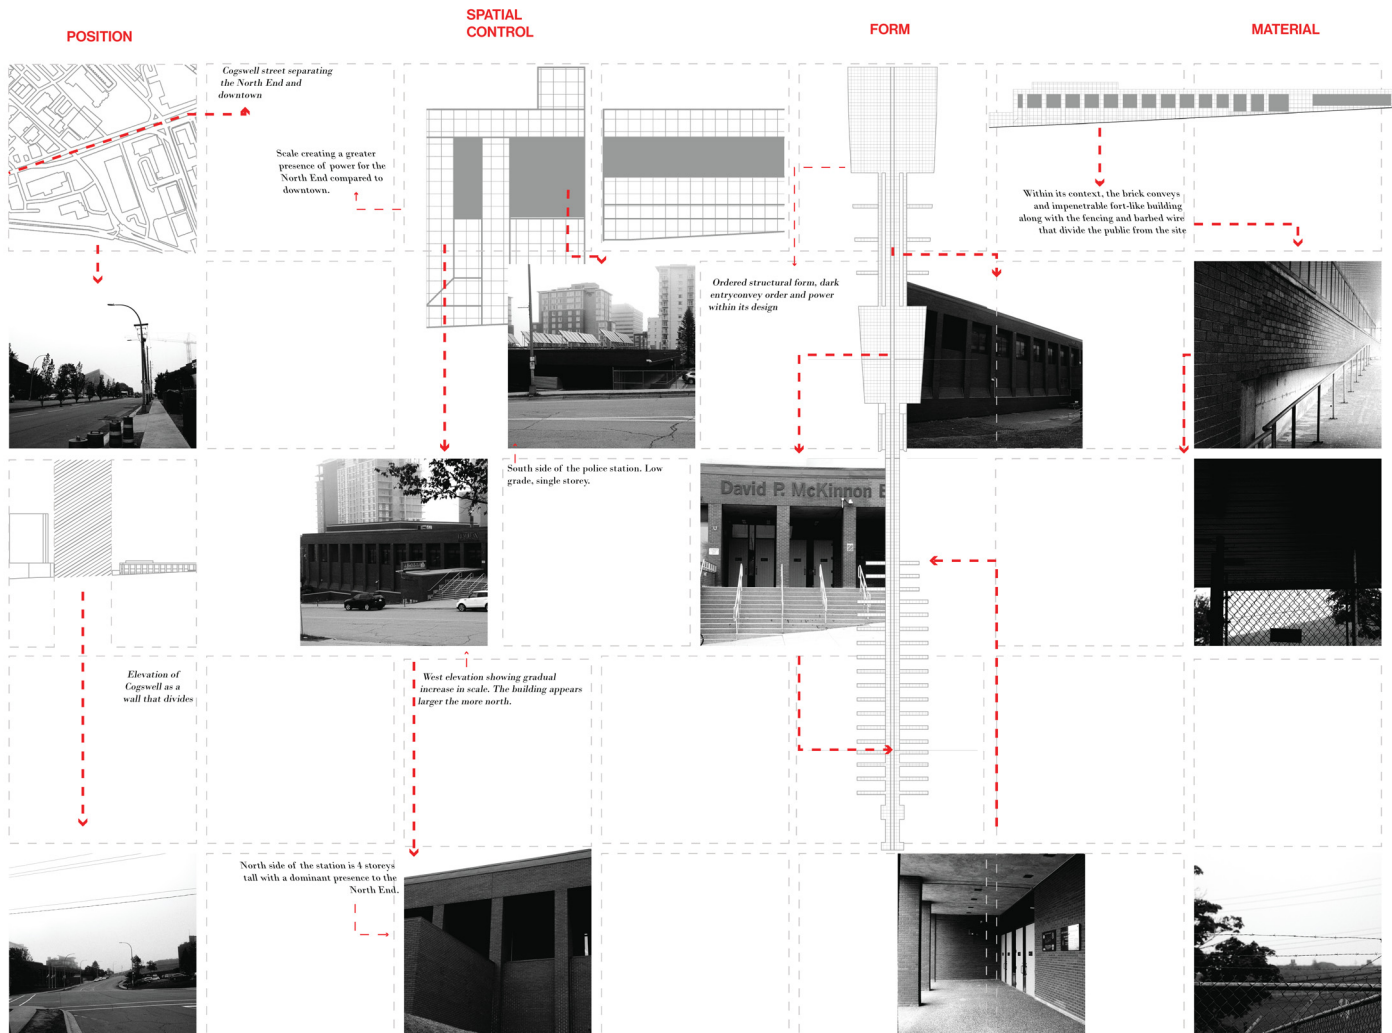 POSITION
SPATIAL
CONTROL
FORM
MATERIAL
Cogswell street separating
the North End and
downtown
Scale creating a greater
presence of power for the
North End compared to
downtown.
Within its context, the brick conveys
and impenetrable fort-like building
along with the fencing and barbed wire
that divide the public from the site
Ordered structural form, dark
entryconvey order and power
within its design
South side of the police station. Low
grade, single storey.
David P. McKinnon B
Elevation of
Cogswell as a
wall that divides
West elevation showing gradual
increase in scale. The building appears
larger the more north.
North side of the station is 4 storeys
tall with a dominant presence to the
North End.